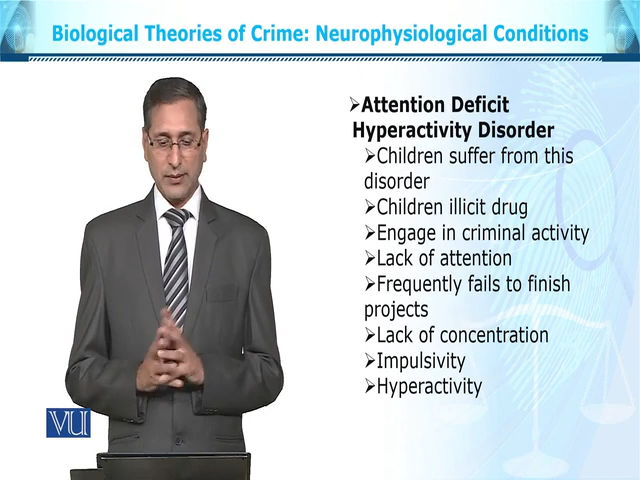 Biological Theories of Crime: Neurophysiological Conditions
➢Attention Deficit
Hyperactivity Disorder
➢Children suffer from this
disorder
➢Children illicit drug
➢Engage in criminal activity
➢Lack of attention
➢Frequently fails to finish
projects
➢Lack of concentration
➢Impulsivity
➢Hyperactivity
VU